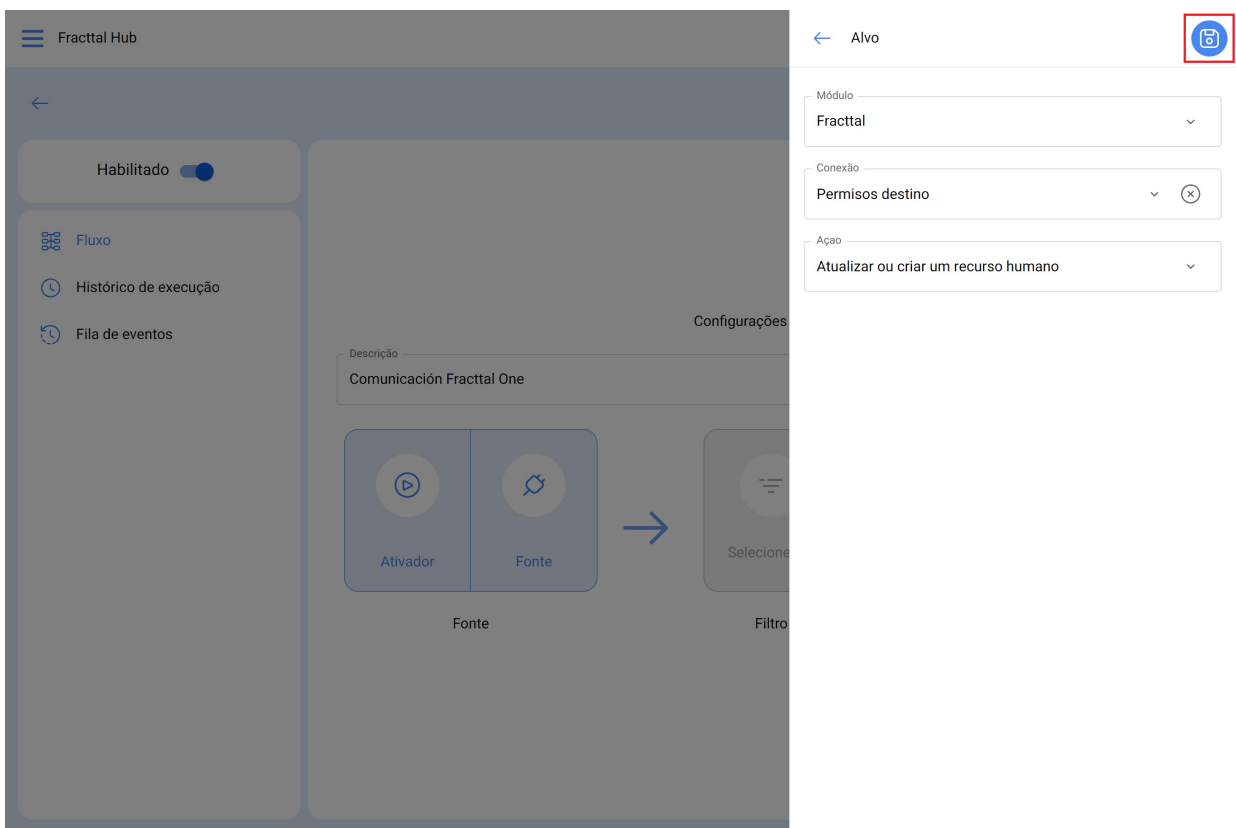 Fracttal Hub
Habilitado
Fluxo
Histórico de execução
Fila de eventos
Configurações
Descrição
Comunicación Fracttal One
Ativador
Fonte
Selecione
Fonte
Filtro
Alvo
Módulo
Fracttal
Conexão
Permisos destino
Açao
Atualizar ou criar um recurso humano